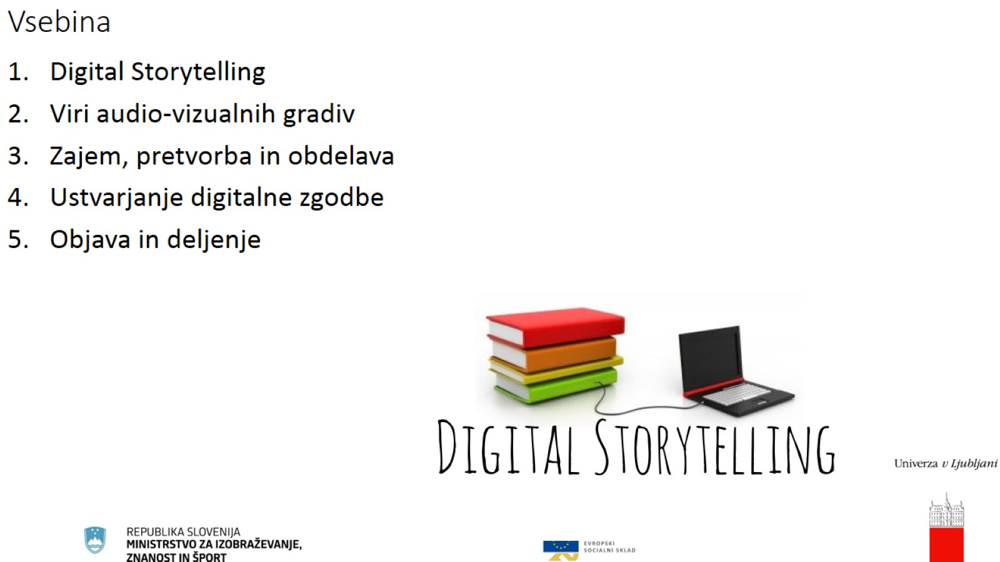 Vsebina
1. Digital Storytelling
2. Viri audio-vizualnih gradiv
3. Zajem, pretvorba in obdelava
4. Ustvarjanje digitalne zgodbe
5. Objava in deljenje
DIGITAL STORYTELLING
Univerza v Ljubljani
REPUBLIKA SLOVENIJA
MINISTRSTVO ZA IZOBRAŽEVANJE,
ZNANOST IN ŠPORT
EVROPSKI
SOCIALNI SKLAD